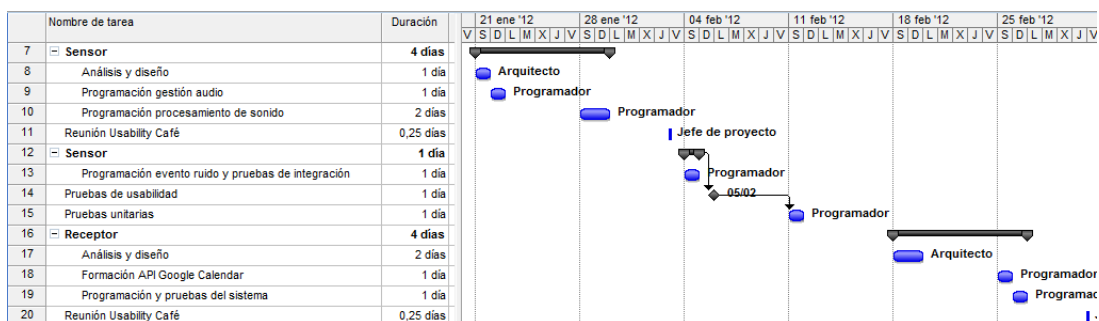 Nombre de tarea Duración 21 ene '12 28 ene '12 04 feb '12 11 feb '12 18 feb '12 25 feb '12
V S D L M X J V S D L M X J V S D L M X J V S D L M X J V S D L M X J V S D L M X J V
7 Sensor 4 días
8 Análisis y diseño 1 día Arquitecto
9 Programación gestión audio 1 día Programador
10 Programación procesamiento de sonido 2 días Programador
11 Reunión Usability Café 0,25 días Jefe de proyecto
12 Sensor 1 día
13 Programación evento ruido y pruebas de integración 1 día Programador
14 Pruebas de usabilidad 1 día 05/02
15 Pruebas unitarias 1 día Programador
16 Receptor 4 días
17 Análisis y diseño 2 días Arquitecto
18 Formación API Google Calendar 1 día Programador
19 Programación y pruebas del sistema 1 día Programad
20 Reunión Usability Café 0,25 días